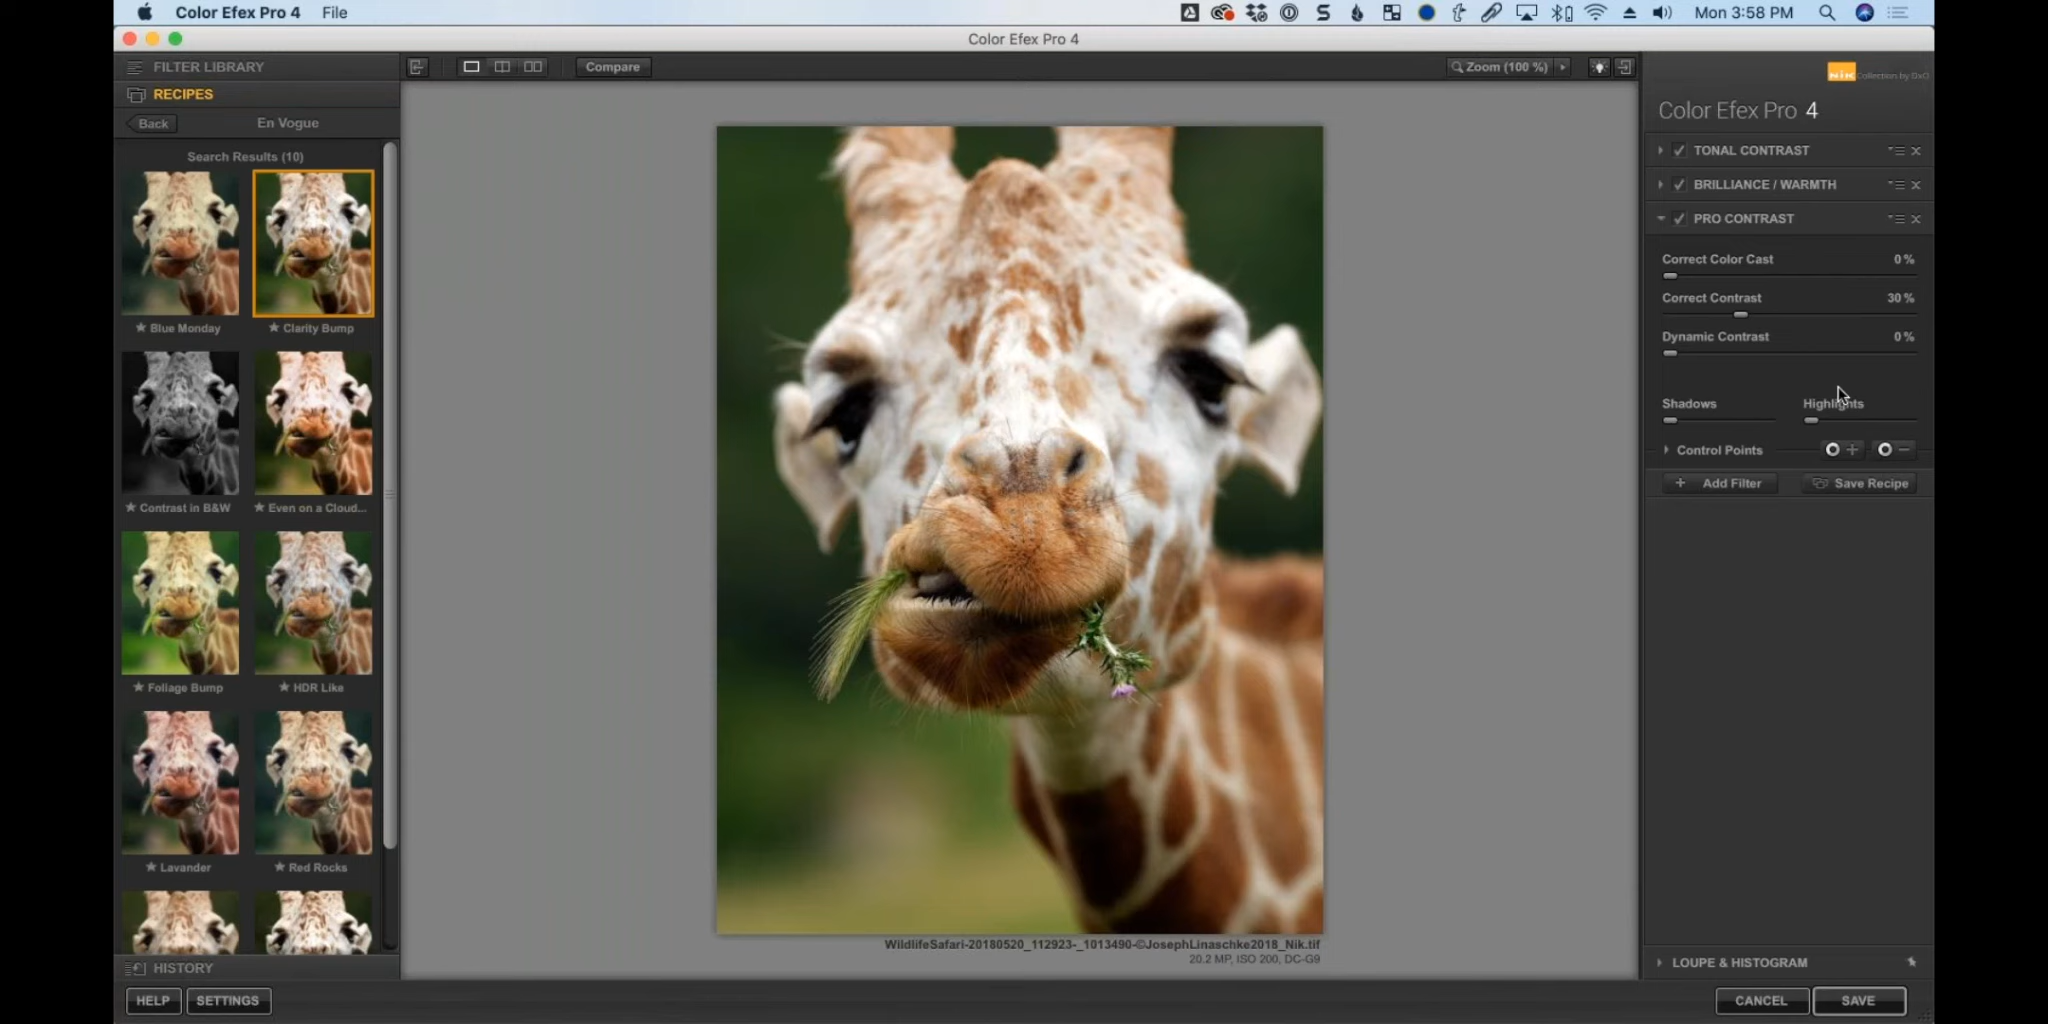 Color Efex Pro 4 File
Mon 3:58 PM
Color Efex Pro 4
FILTER LIBRARY
RECIPES
Back
En Vogue
Search Results (10)
Blue Monday
Clarity Bump
Contrast in B&W
Even on a Cloud...
Foliage Bump
HDR Like
Lavander
Red Rocks
HISTORY
HELP
SETTINGS
Compare
Zoom (100 %)
WildlifeSafari-20180520_112923-_1013490-©JosephLinaschke2018_Nik.tif
20.2 MP, ISO 200, DC-G9
Nik Collection by DxO
Color Efex Pro 4
TONAL CONTRAST
BRILLIANCE / WARMTH
PRO CONTRAST
Correct Color Cast 0 %
Correct Contrast 30 %
Dynamic Contrast 0 %
Shadows Highlights
Control Points
Add Filter
Save Recipe
LOUPE & HISTOGRAM
CANCEL
SAVE